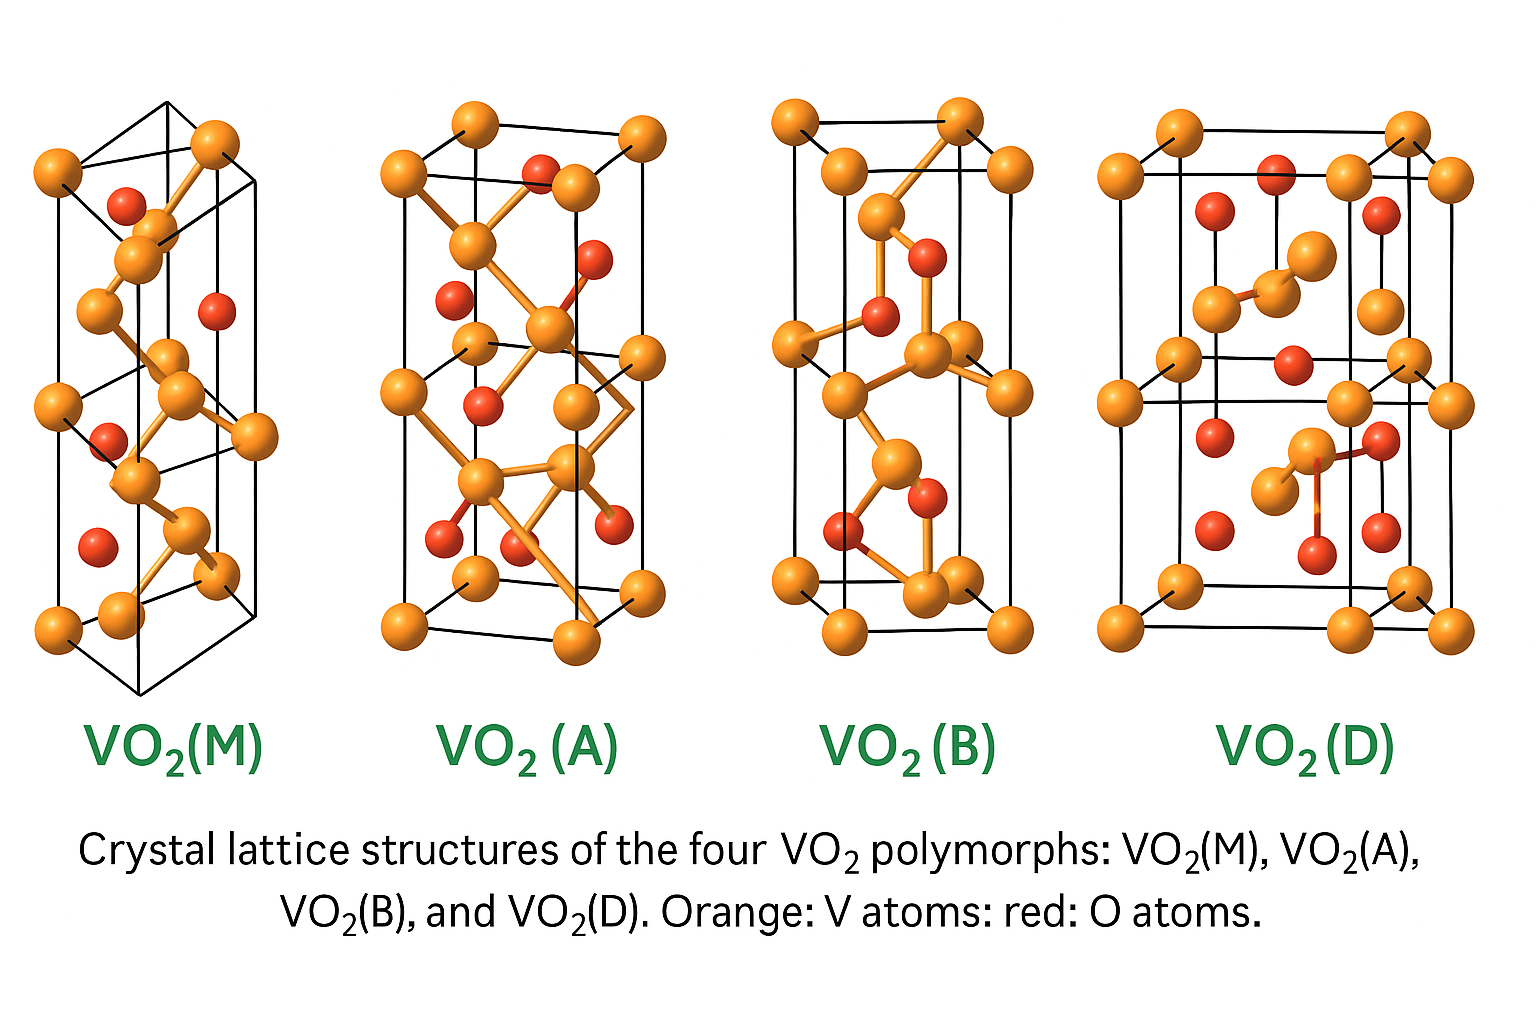 VO₂(M) VO₂ (A) VO₂ (B) VO₂ (D)
Crystal lattice structures of the four VO₂ polymorphs: VO₂(M), VO₂(A),
VO₂(B), and VO₂(D). Orange: V atoms: red: O atoms.